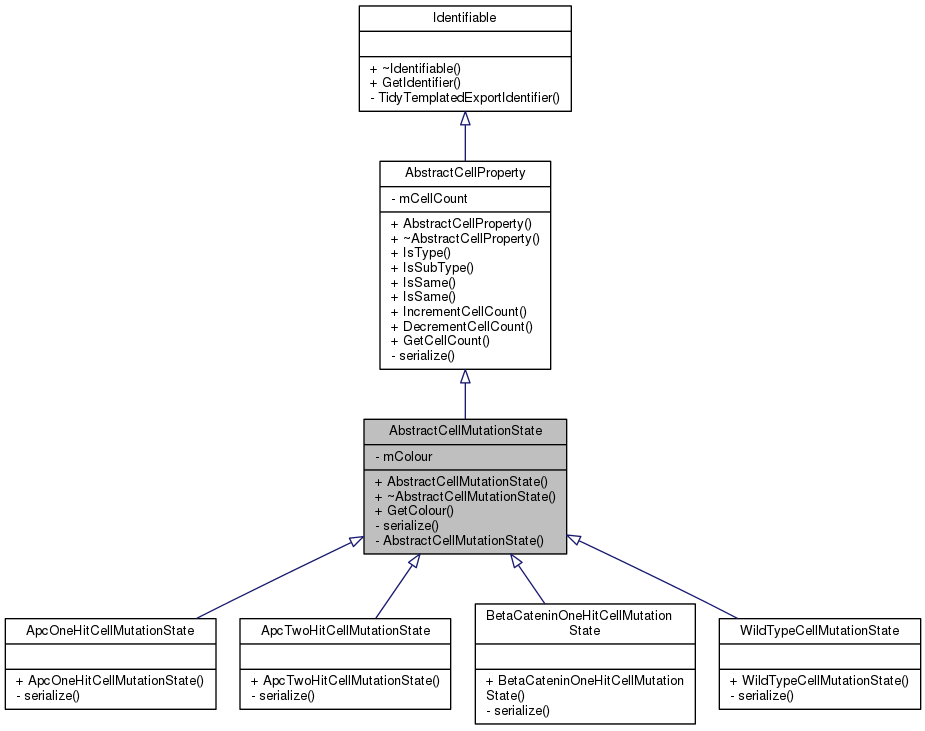 Identifiable
+ ~Identifiable()
+ GetIdentifier()
- TidyTemplatedExportIdentifier()
AbstractCellProperty
- mCellCount
+ AbstractCellProperty()
+ ~AbstractCellProperty()
+ IsType()
+ IsSubType()
+ IsSame()
+ IsSame()
+ IncrementCellCount()
+ DecrementCellCount()
+ GetCellCount()
- serialize()
AbstractCellMutationState
- mColour
+ AbstractCellMutationState()
+ ~AbstractCellMutationState()
+ GetColour()
- serialize()
- AbstractCellMutationState()
ApcOneHitCellMutationState
+ ApcOneHitCellMutationState()
- serialize()
ApcTwoHitCellMutationState
+ ApcTwoHitCellMutationState()
- serialize()
BetaCateninOneHitCellMutation
State
+ BetaCateninOneHitCellMutation
State()
- serialize()
WildTypeCellMutationState
+ WildTypeCellMutationState()
- serialize()